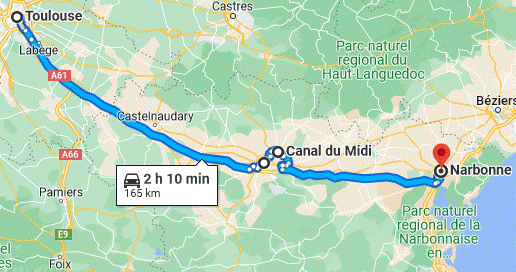 Toulouse
Castres
Labège
Parc naturel
régional du
Haut-Languedoc
A61
Béziers
Castelnaudary
Canal du Midi
A66
2 h 10 min
165 km
Narbonne
Pamiers
Parc naturel
régional de la
Narbonnaise
en...
E9
Foix